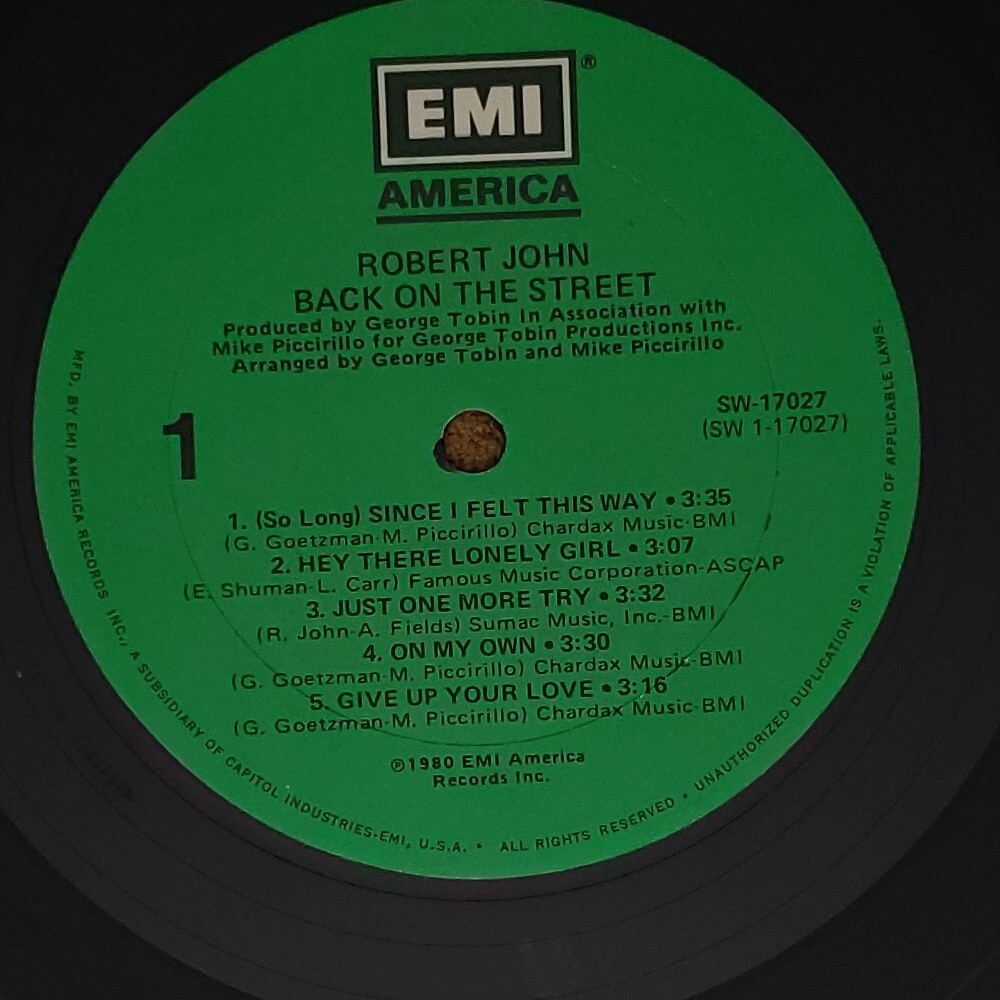 EMI ®
AMERICA
ROBERT JOHN
BACK ON THE STREET
Produced by George Tobin In Association with
Mike Piccirillo for George Tobin Productions Inc.
Arranged by George Tobin and Mike Piccirillo
1
SW-17027
(SW 1-17027)
1. (So Long) SINCE I FELT THIS WAY • 3:35
(G. Goetzman-M. Piccirillo) Chardax Music-BMI
2. HEY THERE LONELY GIRL • 3:07
(E. Shuman-L. Carr) Famous Music Corporation-ASCAP
3. JUST ONE MORE TRY • 3:32
(R. John-A. Fields) Sumac Music, Inc.-BMI
4. ON MY OWN • 3:30
(G. Goetzman-M. Piccirillo) Chardax Music-BMI
5. GIVE UP YOUR LOVE • 3:16
(G. Goetzman-M. Piccirillo) Chardax Music-BMI
℗1980 EMI America
Records Inc.
MFD. BY EMI AMERICA RECORDS INC., A SUBSIDIARY OF CAPITOL INDUSTRIES-EMI, U.S.A. • ALL RIGHTS RESERVED • UNAUTHORIZED DUPLICATION IS A VIOLATION OF APPLICABLE LAWS.